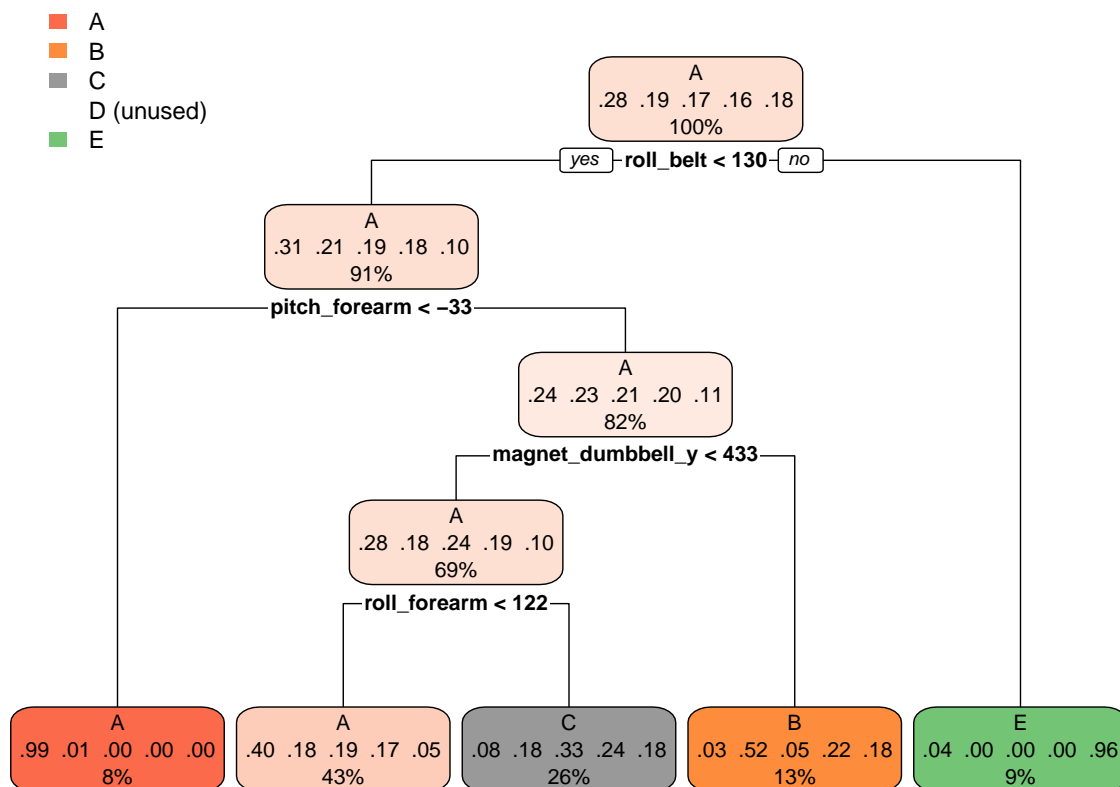 A
B
C
D (unused)
E
A
.28 .19 .17 .16 .18
100%
yes roll_belt < 130 no
A
.31 .21 .19 .18 .10
91%
pitch_forearm < −33
A
.24 .23 .21 .20 .11
82%
magnet_dumbbell_y < 433
A
.28 .18 .24 .19 .10
69%
roll_forearm < 122
A
.99 .01 .00 .00 .00
8%
A
.40 .18 .19 .17 .05
43%
C
.08 .18 .33 .24 .18
26%
B
.03 .52 .05 .22 .18
13%
E
.04 .00 .00 .00 .96
9%